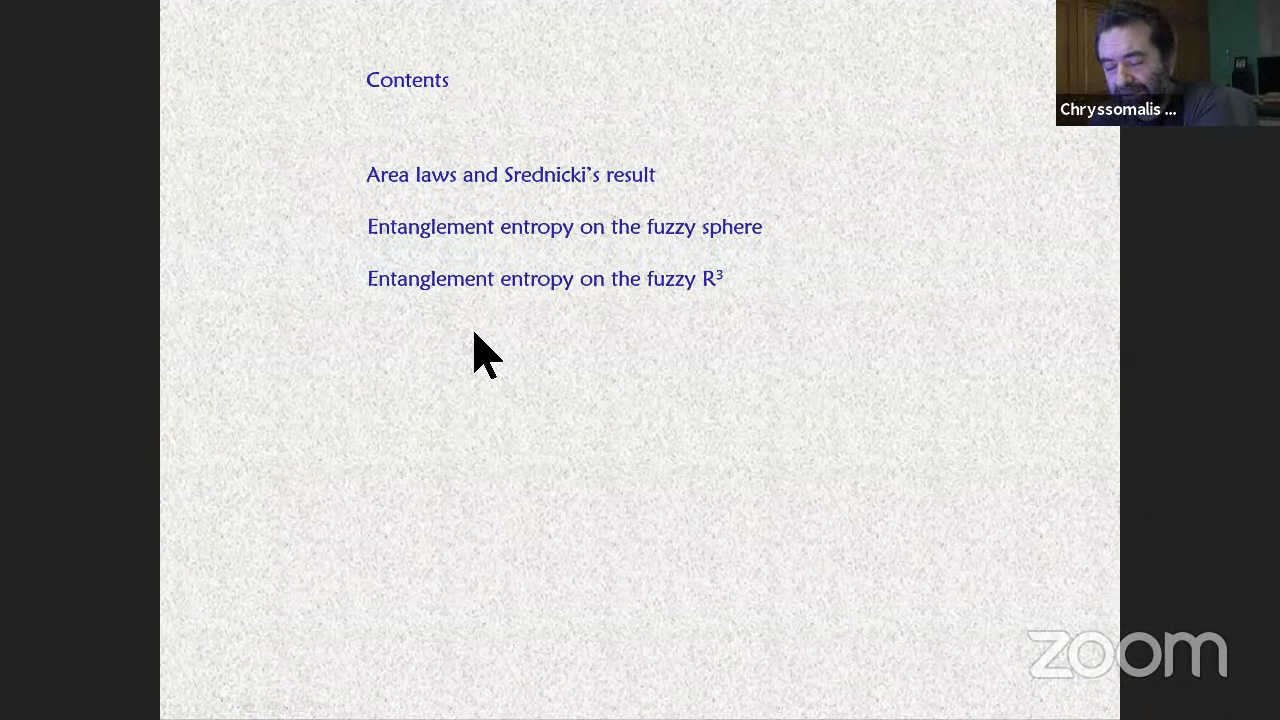 Contents
Chryssomalis ...
Area laws and Srednicki's result
Entanglement entropy on the fuzzy sphere
Entanglement entropy on the fuzzy R³
zoom